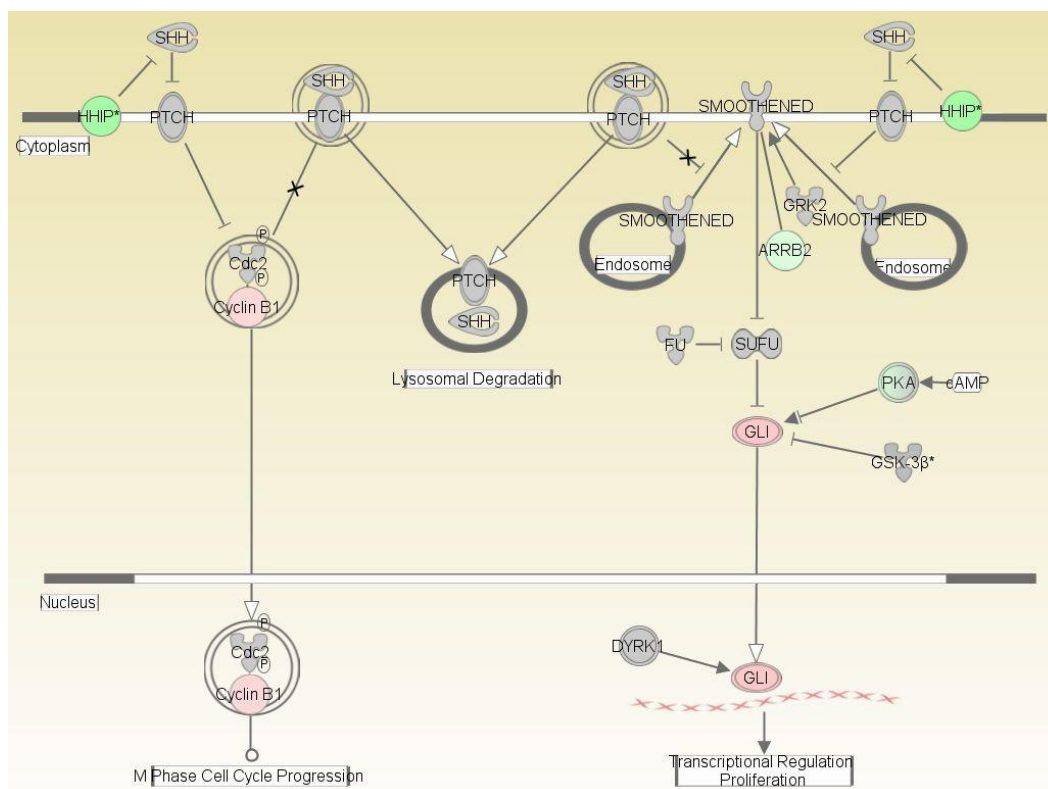 SHH
SHH
SHH
SHH
HHIP*
PTCH
PTCH
PTCH
SMOOTHENED
PTCH
HHIP*
Cytoplasm
GRK2
SMOOTHENED
SMOOTHENED
P
Cdc2
P
Cyclin B1
Endosome
ARRB2
Endosome
PTCH
SHH
FU
SUFU
Lysosomal Degradation
PKA
cAMP
GLI
GSK-3β*
Nucleus
P
Cdc2
P
Cyclin B1
DYRK1
GLI
M Phase Cell Cycle Progression
Transcriptional Regulation
Proliferation